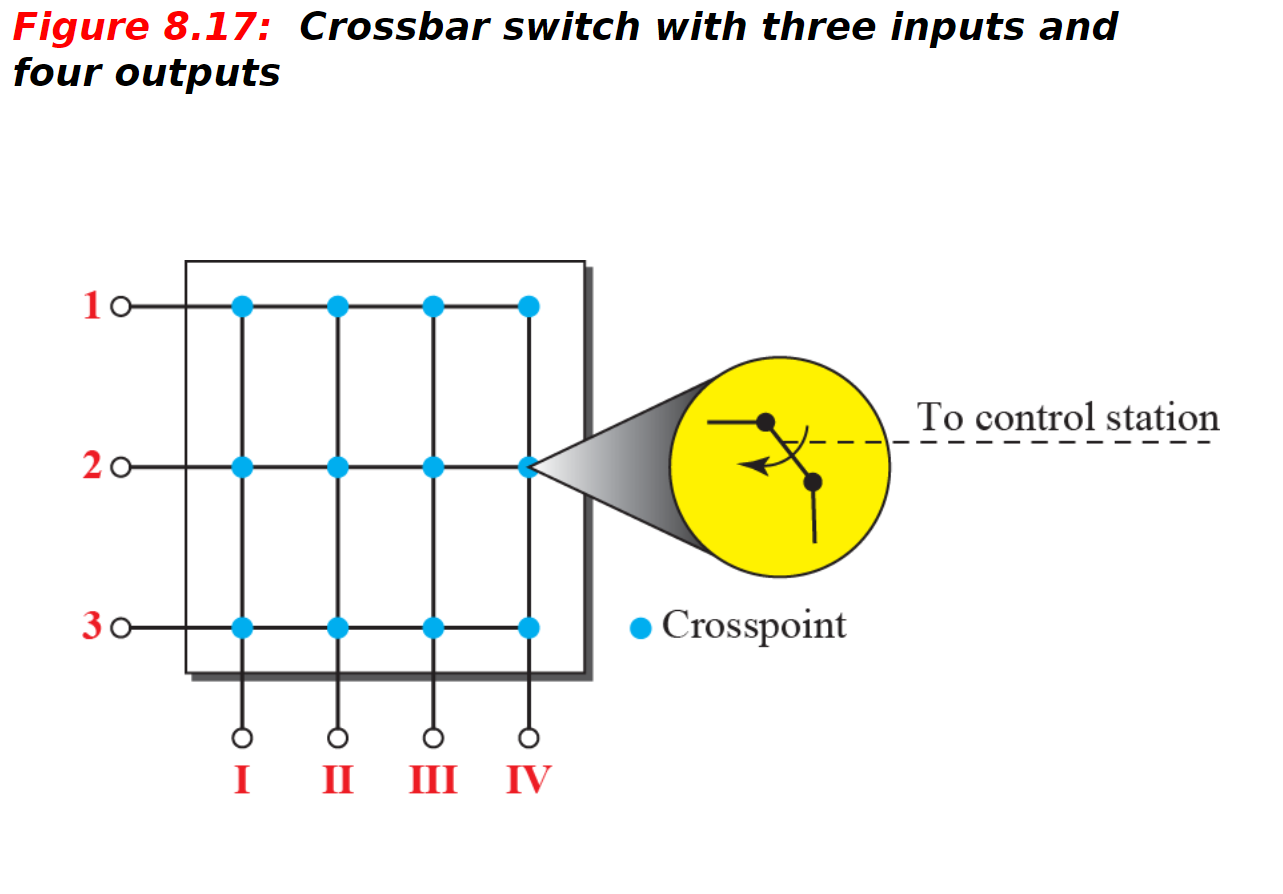 Figure 8.17: Crossbar switch with three inputs and
four outputs
1
To control station
2
3
Crosspoint
I II III IV